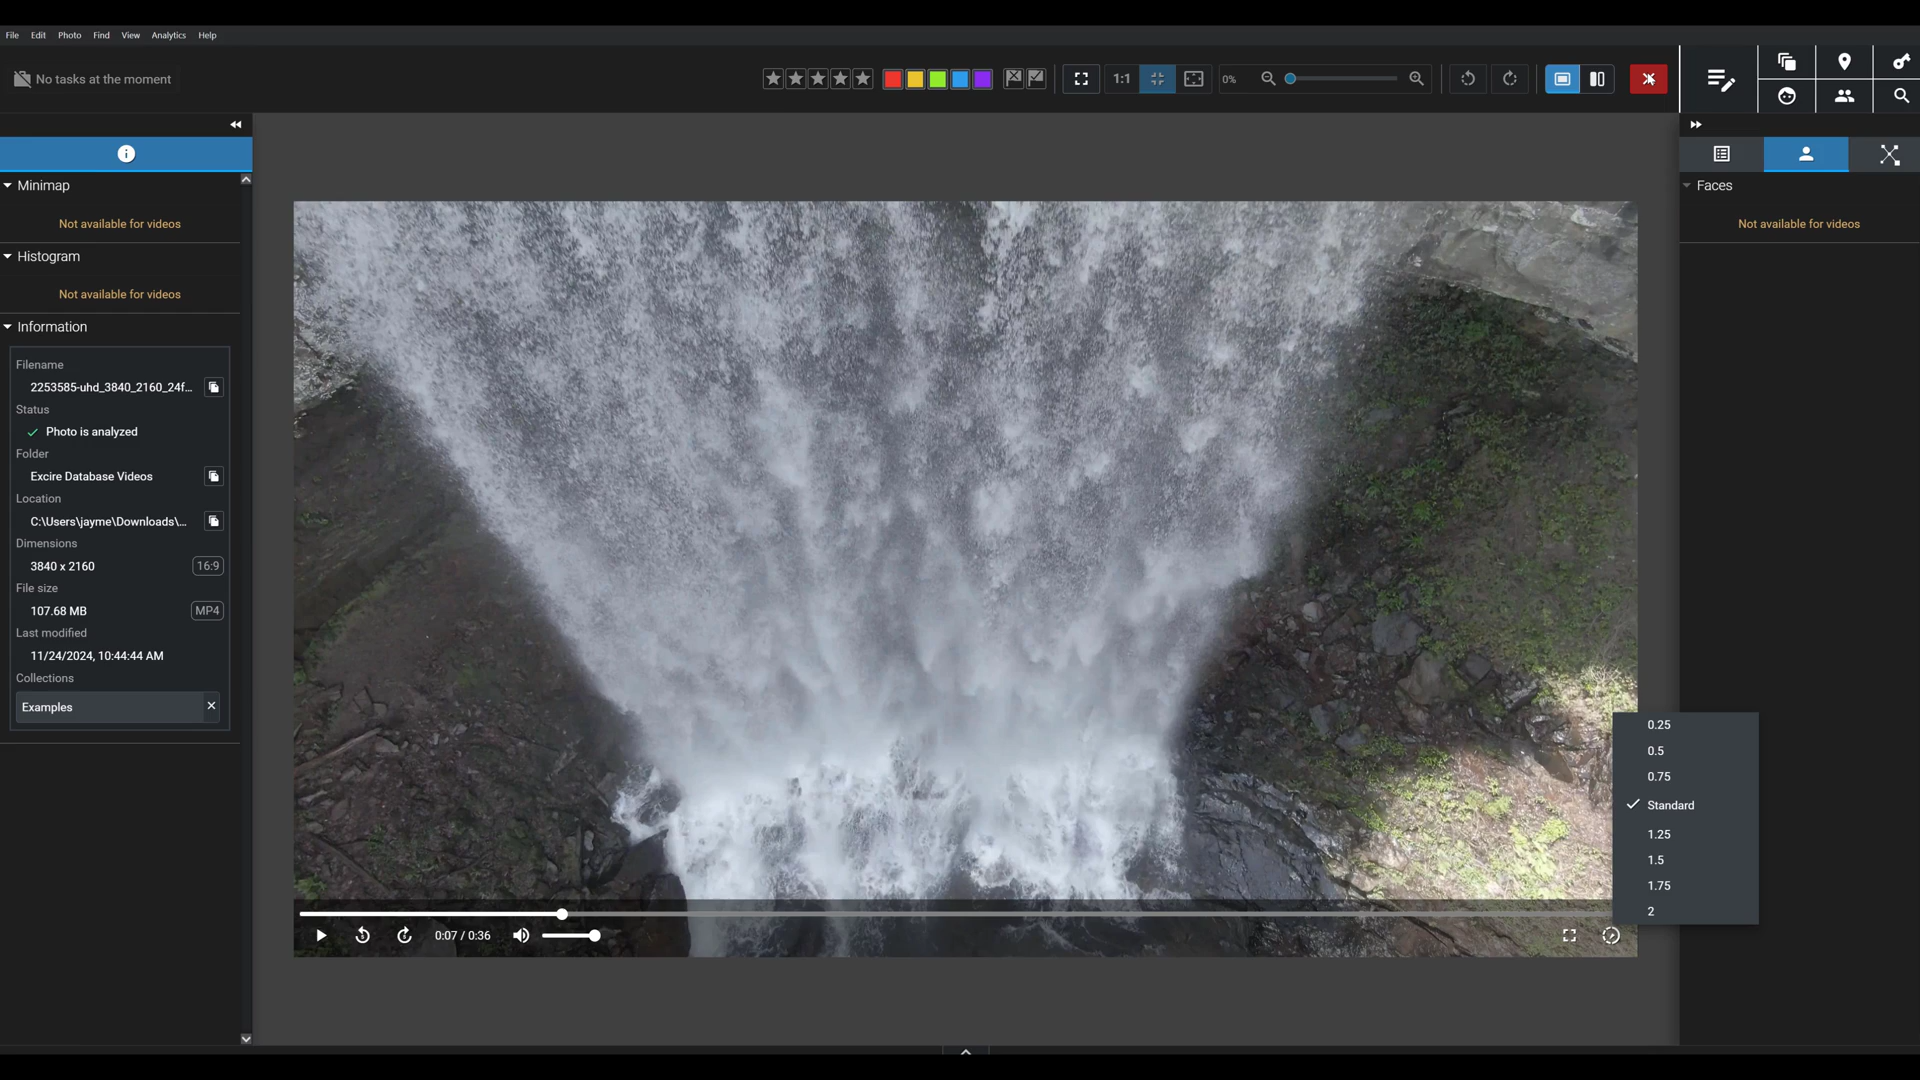 File Edit Photo Find View Analytics Help
No tasks at the moment
1:1
0%
Minimap
Not available for videos
Histogram
Not available for videos
Information
Filename
2253585-uhd_3840_2160_24f...
Status
Photo is analyzed
Folder
Excire Database Videos
Location
C:\Users\jayme\Downloads\...
Dimensions
3840 x 2160 16:9
File size
107.68 MB MP4
Last modified
11/24/2024, 10:44:44 AM
Collections
Examples
Faces
Not available for videos
0.25
0.5
0.75
Standard
1.25
1.5
1.75
2
0:07 / 0:36